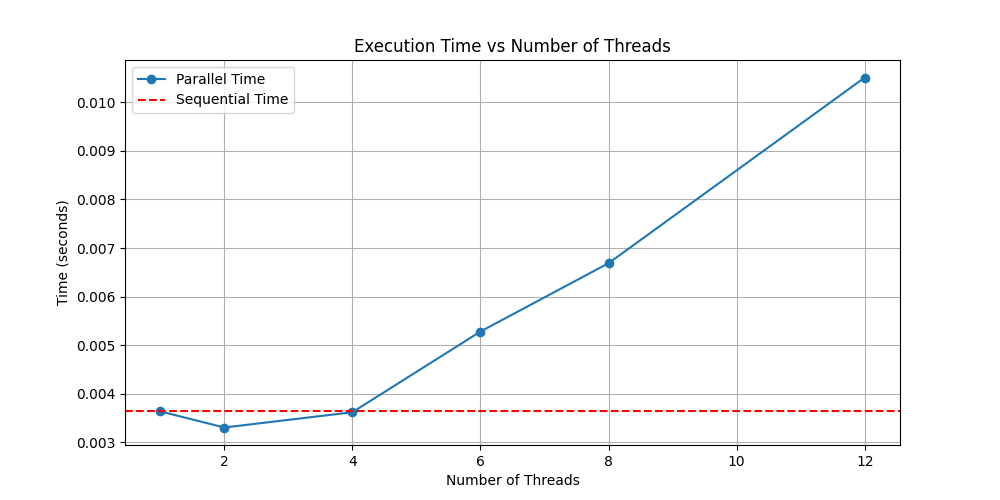 Execution Time vs Number of Threads
Parallel Time
Sequential Time
0.010
0.009
0.008
0.007
0.006
0.005
0.004
0.003
Time (seconds)
2 4 6 8 10 12
Number of Threads